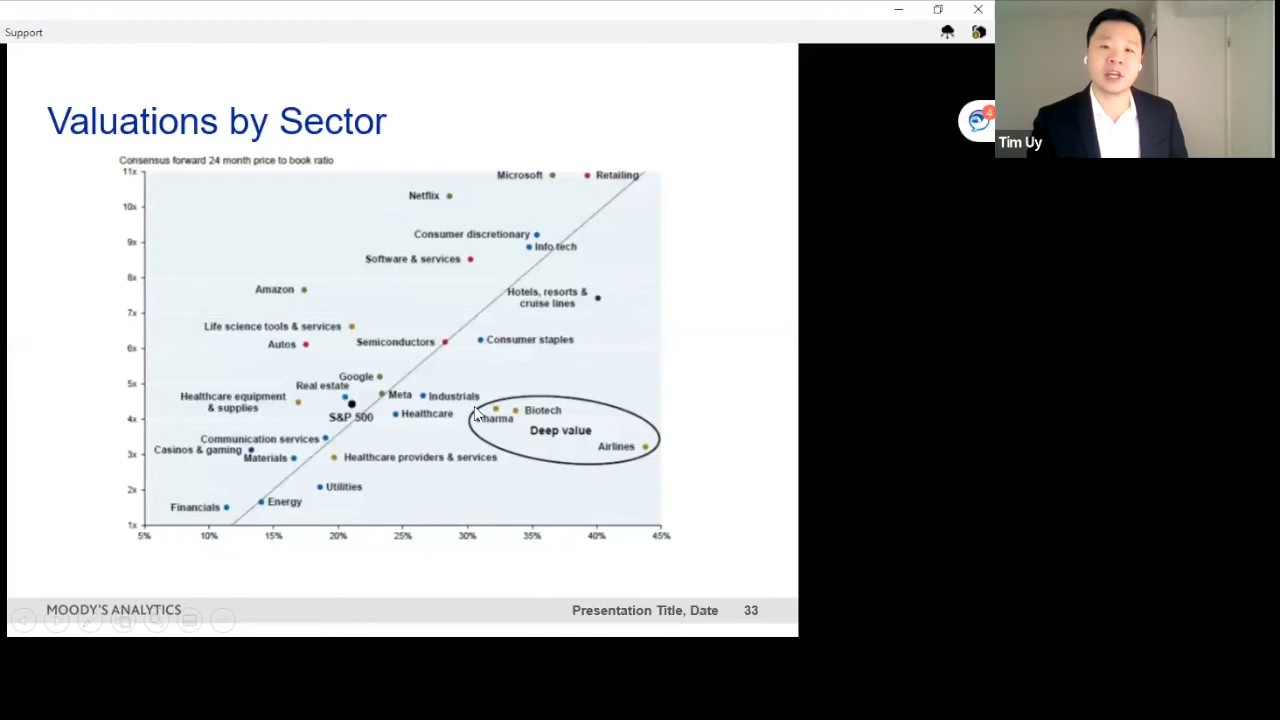 Support
4
Tim Uy
Valuations by Sector
Consensus forward 24 month price to book ratio
11x
10x
9x
8x
7x
6x
5x
4x
3x
2x
1x
Microsoft
Retailing
Netflix
Consumer discretionary
Info tech
Software & services
Amazon
Hotels, resorts &
cruise lines
Life science tools & services
Autos
Semiconductors
Consumer staples
Google
Real estate
Meta
Industrials
Healthcare equipment
& supplies
S&P 500
Healthcare
Pharma
Biotech
Deep value
Communication services
Airlines
Casinos & gaming
Materials
Healthcare providers & services
Utilities
Energy
Financials
5%
10%
15%
20%
25%
30%
35%
40%
45%
MOODY'S ANALYTICS
Presentation Title, Date
33